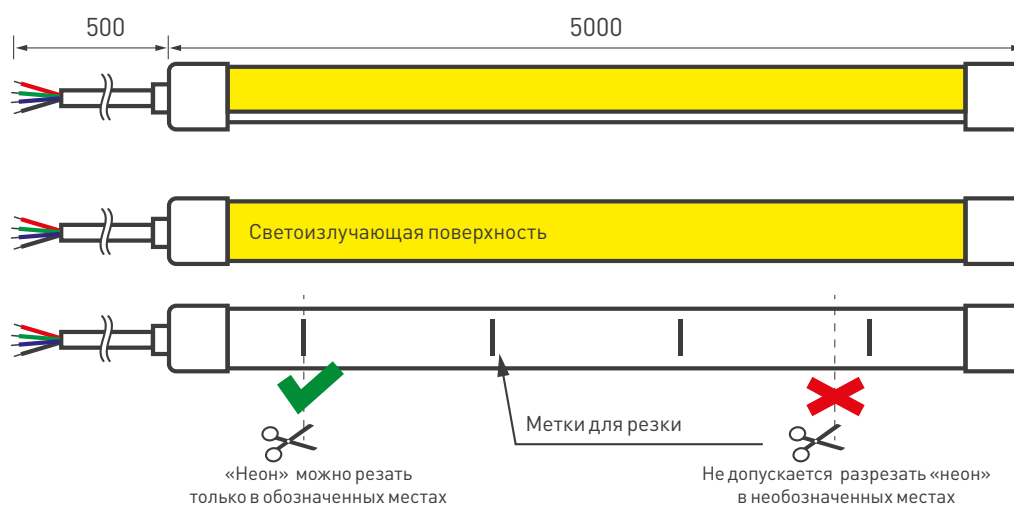 500
5000
Светоизлучающая поверхность
Метки для резки
«Неон» можно резать
только в обозначенных местах
Не допускается разрезать «неон»
в необозначенных местах